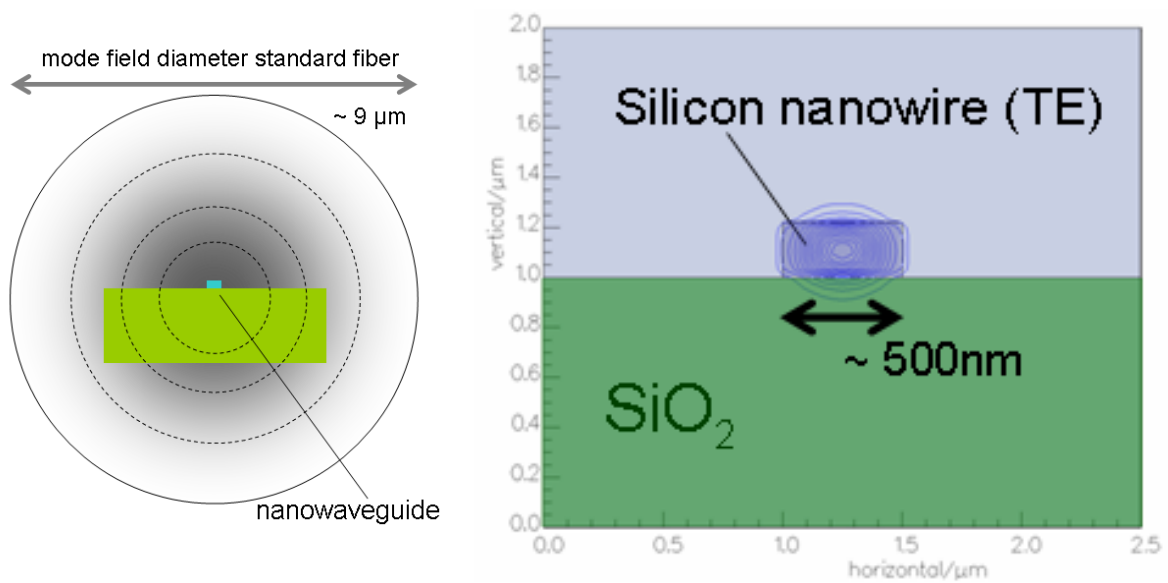 mode field diameter standard fiber
~ 9 µm
nanowaveguide
2.0
1.8
1.6
1.4
1.2
1.0
0.8
0.6
0.4
0.2
0.0
vertical/µm
Silicon nanowire (TE)
~ 500nm
SiO₂
0.0 0.5 1.0 1.5 2.0 2.5
horizontal/µm